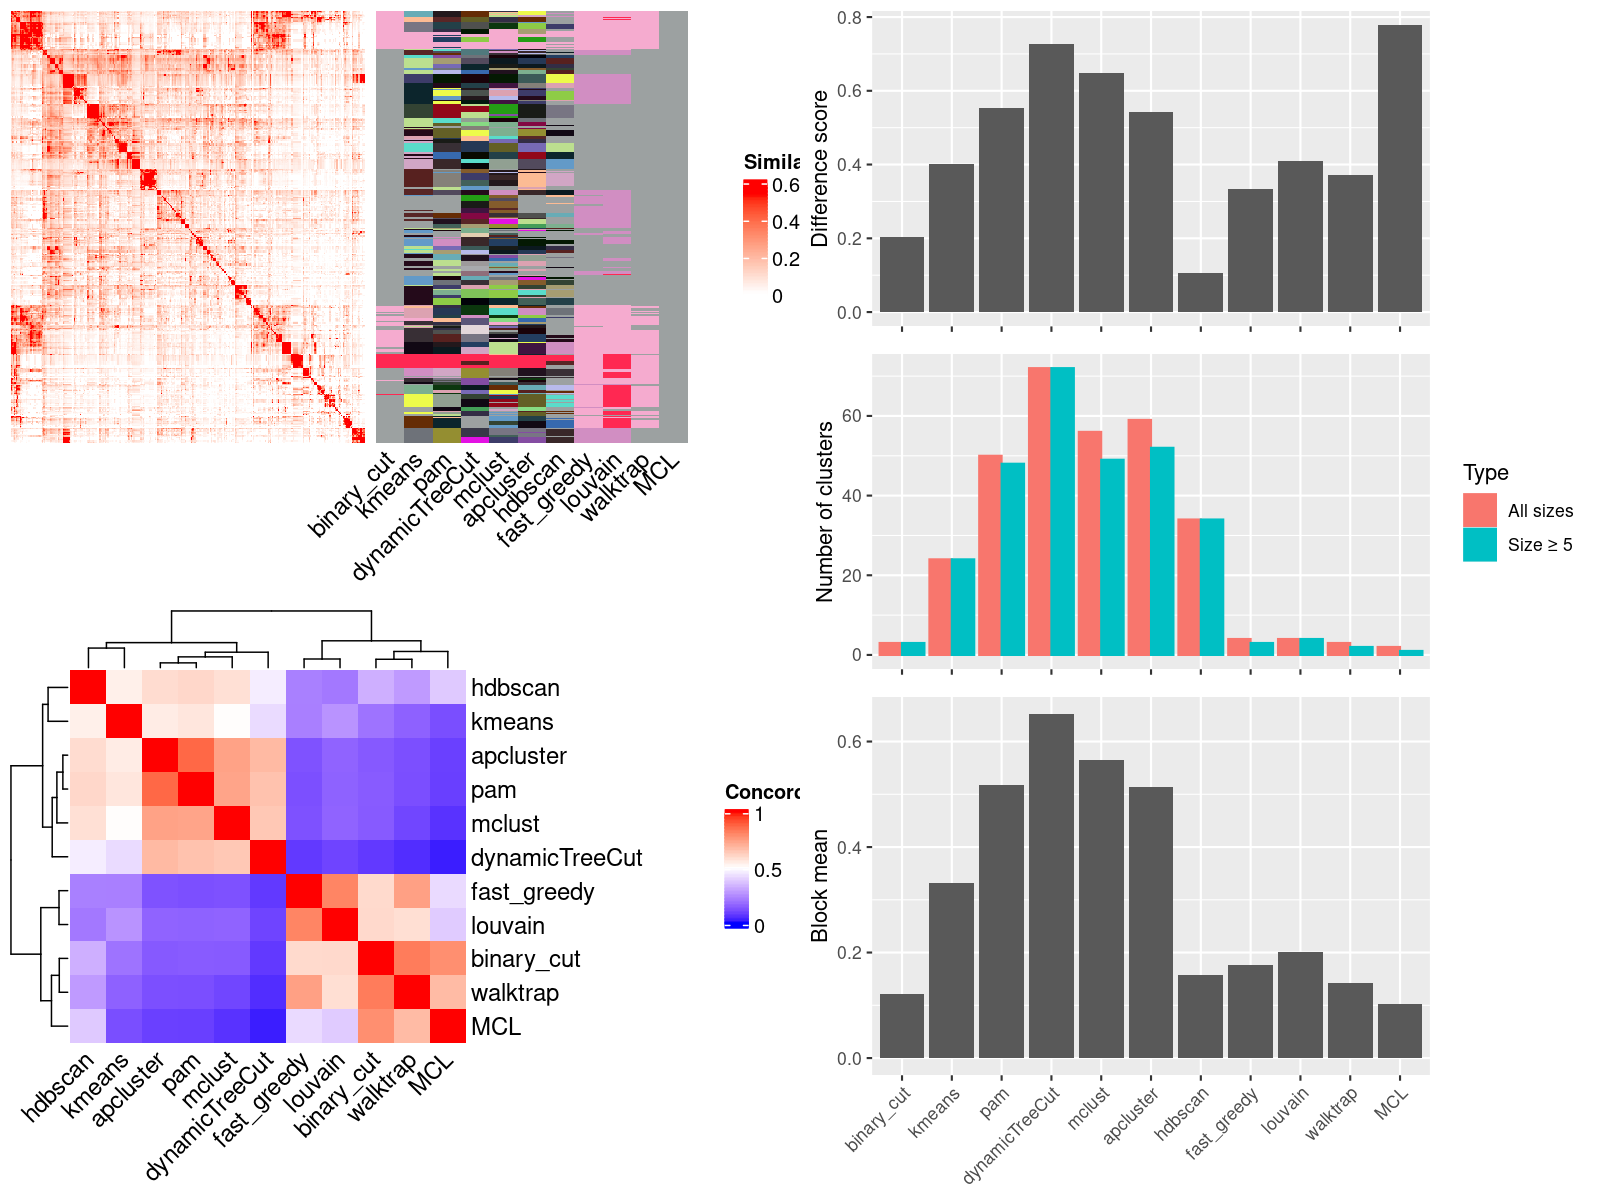 Simila
0.6
0.4
0.2
0
binary_cut
kmeans
pam
dynamicTreeCut
mclust
apcluster
hdbscan
fast_greedy
louvain
walktrap
MCL
hdbscan
kmeans
apcluster
pam
mclust
dynamicTreeCut
fast_greedy
louvain
binary_cut
walktrap
MCL
hdbscan
kmeans
apcluster
pam
mclust
dynamicTreeCut
fast_greedy
louvain
binary_cut
walktrap
MCL
Concord
1
0.5
0
Difference score
0.8
0.6
0.4
0.2
0.0
Number of clusters
60
40
20
0
Type
All sizes
Size ≥ 5
Block mean
0.6
0.4
0.2
0.0
binary_cut
kmeans
pam
dynamicTreeCut
mclust
apcluster
hdbscan
fast_greedy
louvain
walktrap
MCL